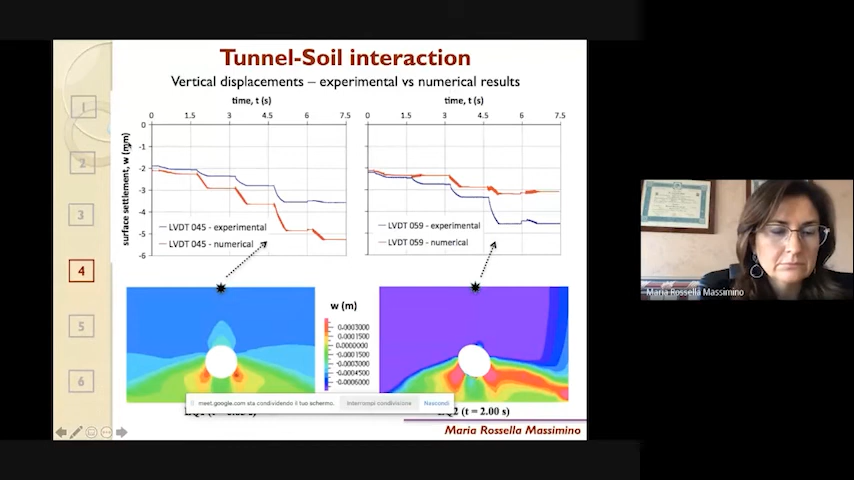 Tunnel-Soil interaction
Vertical displacements – experimental vs numerical results
time, t (s)
0 1.5 3 4.5 6 7.5
0
-1
-2
-3
-4
-5
-6
surface settlement, w (mm)
LVDT 045 - experimental
LVDT 045 - numerical
time, t (s)
0 1.5 3 4.5 6 7.5
LVDT 059 - experimental
LVDT 059 - numerical
1
2
3
4
5
6
w (m)
0.0003000
0.0001500
0.0000000
-0.0001500
-0.0003000
-0.0004500
-0.0006000
meet.google.com sta condividendo il tuo schermo.
Interrompi condivisione
Nascondi
EQ2 (t = 2.00 s)
Maria Rossella Massimino
Maria Rossella Massimino